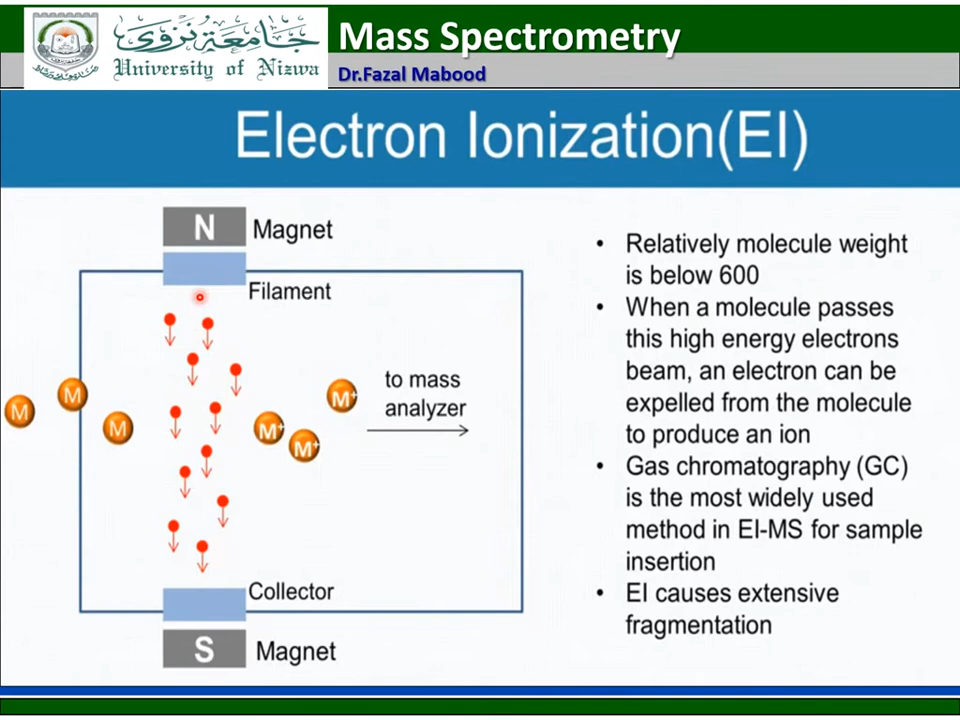 جامعة نزوى
University of Nizwa
Mass Spectrometry
Dr.Fazal Mabood
Electron Ionization(EI)
N
Magnet
Filament
M
M
M
M⁺
M⁺
M⁺
to mass
analyzer
Collector
S
Magnet
• Relatively molecule weight
is below 600
• When a molecule passes
this high energy electrons
beam, an electron can be
expelled from the molecule
to produce an ion
• Gas chromatography (GC)
is the most widely used
method in EI-MS for sample
insertion
• EI causes extensive
fragmentation